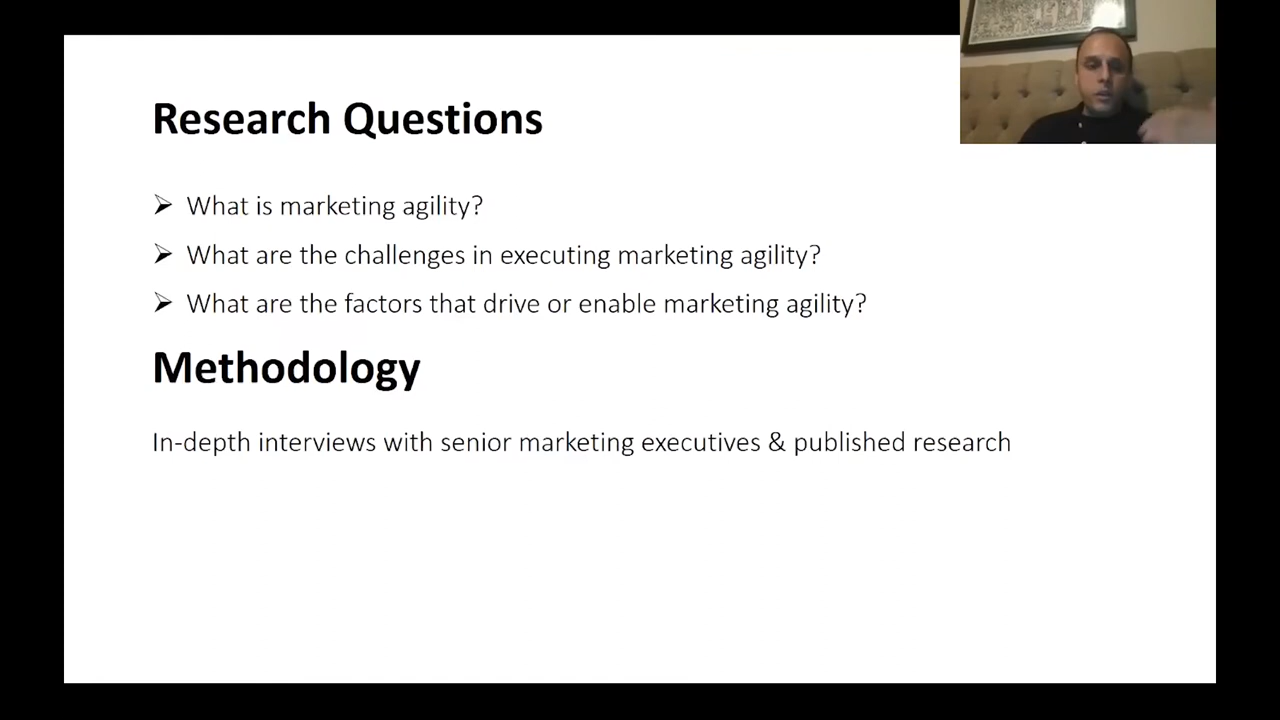 Research Questions
➢ What is marketing agility?
➢ What are the challenges in executing marketing agility?
➢ What are the factors that drive or enable marketing agility?
Methodology
In-depth interviews with senior marketing executives & published research